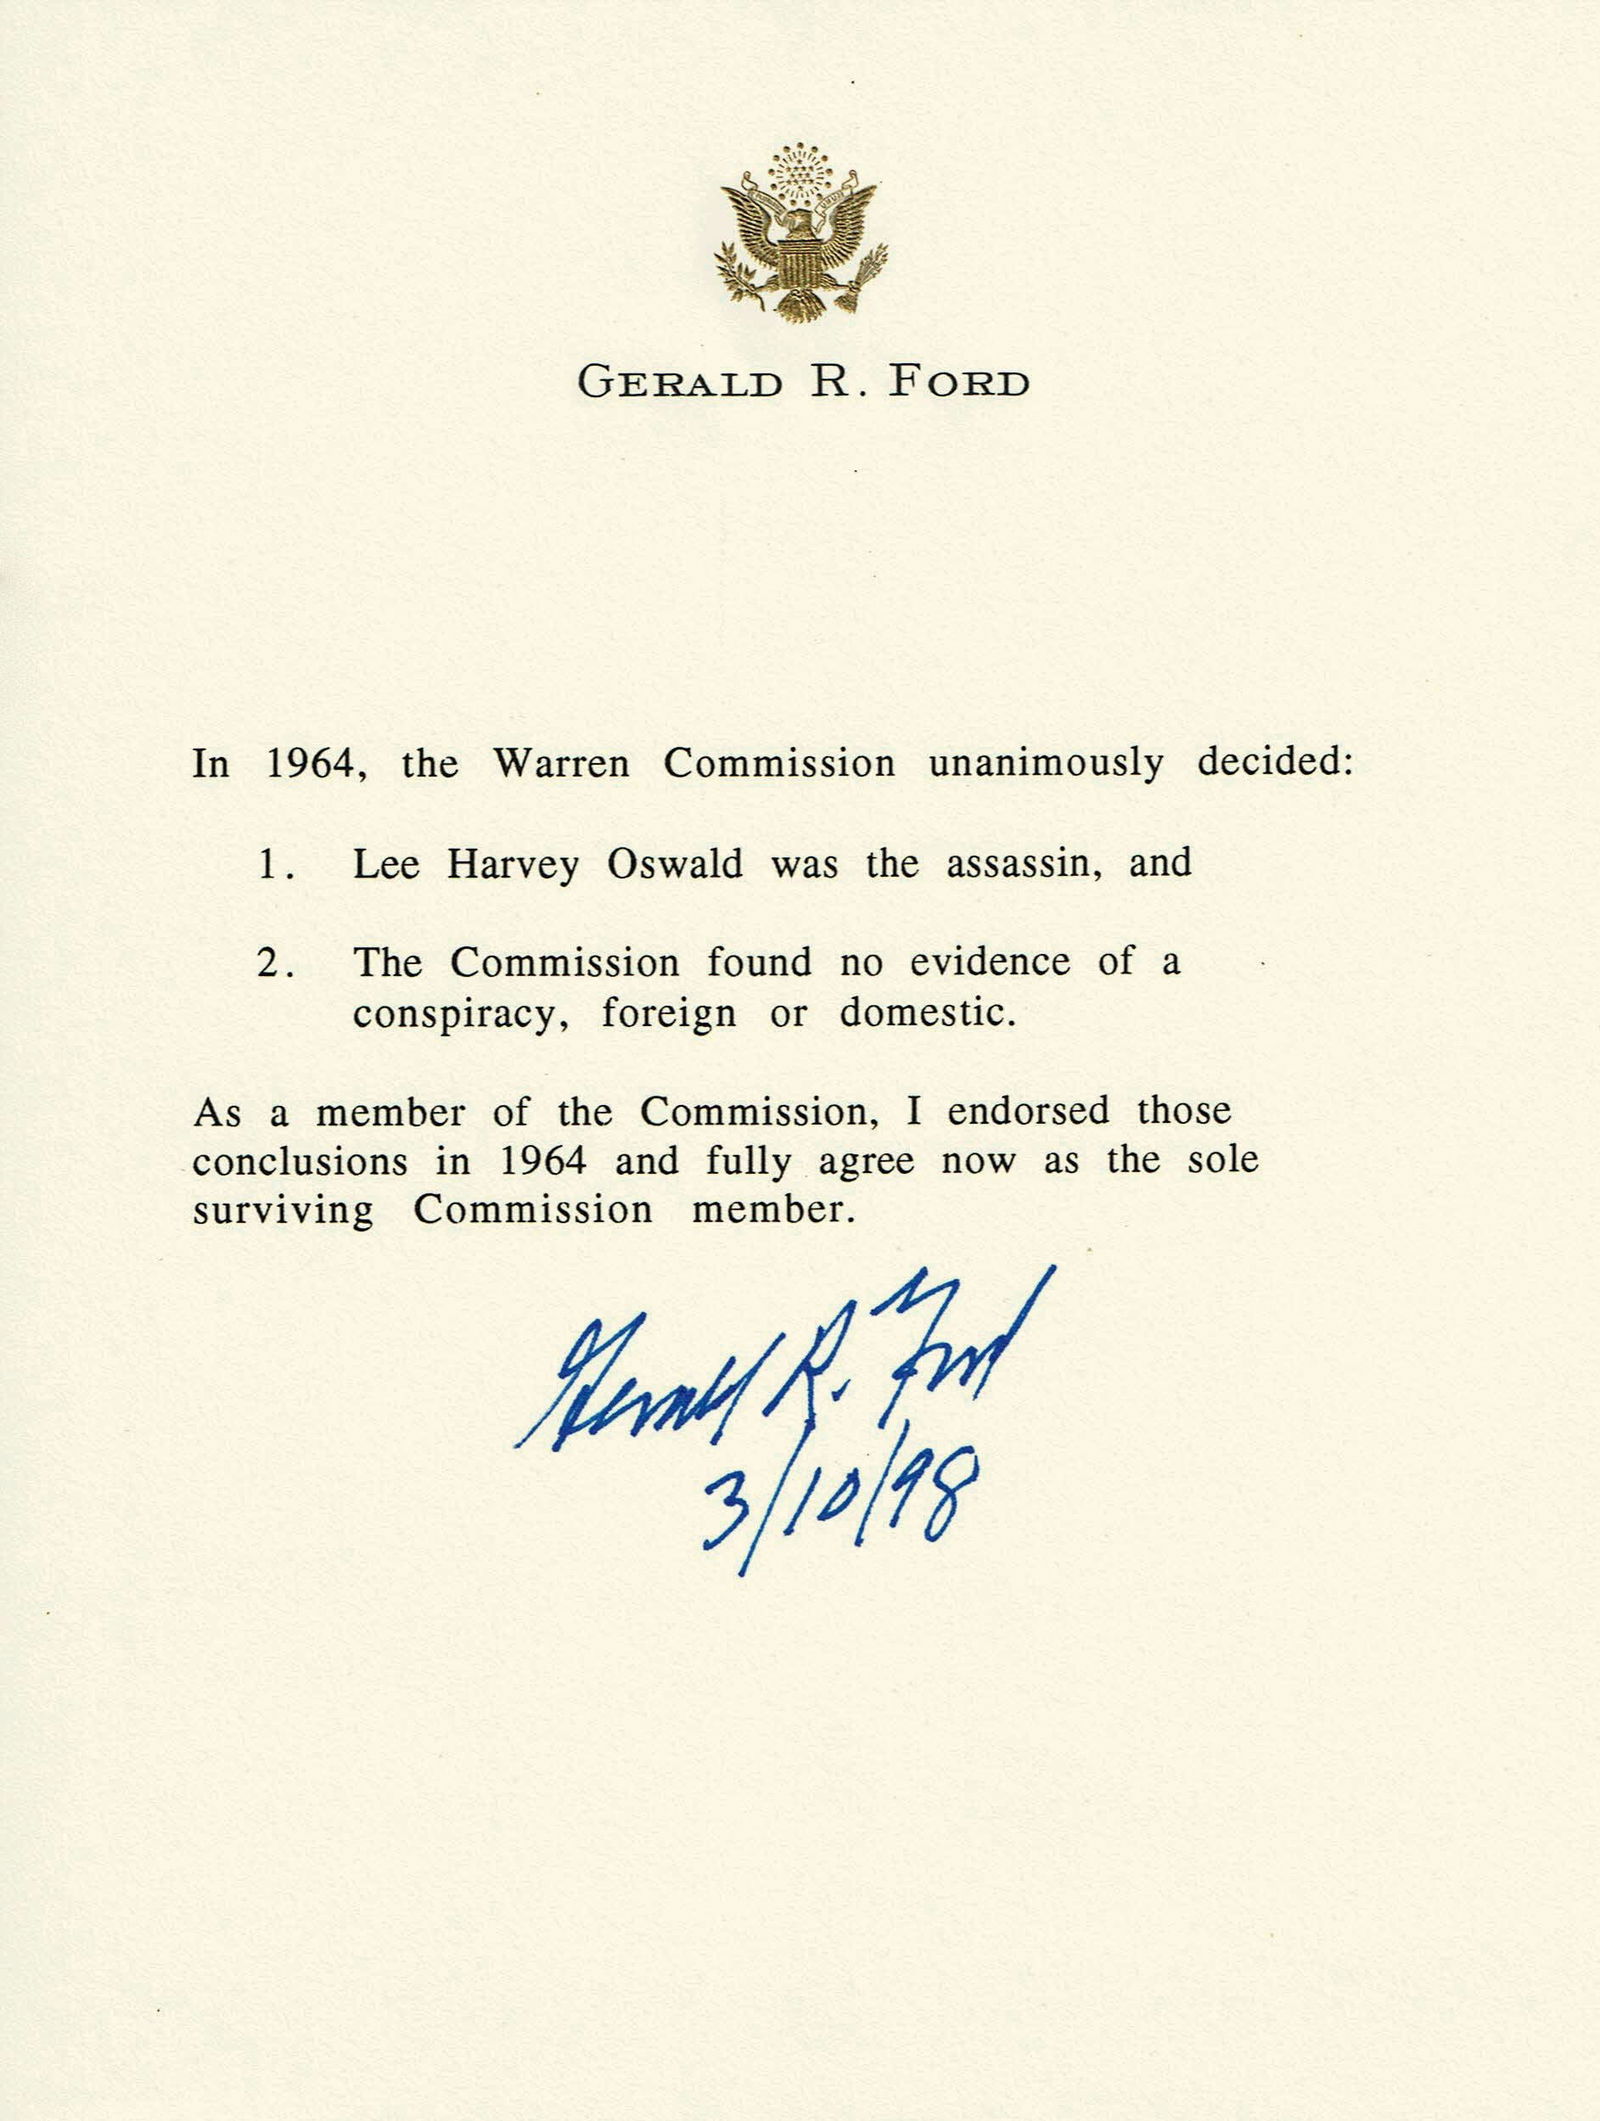 GERALD R. FORD
In 1964, the Warren Commission unanimously decided:
1. Lee Harvey Oswald was the assassin, and
2. The Commission found no evidence of a
conspiracy, foreign or domestic.
As a member of the Commission, I endorsed those
conclusions in 1964 and fully agree now as the sole
surviving Commission member.
Gerald R. Ford
3/10/98